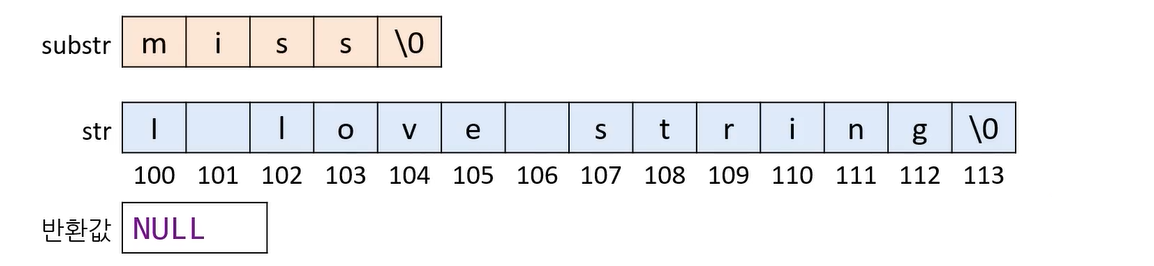 substr m i s s \0
str I l o v e s t r i n g \0
100 101 102 103 104 105 106 107 108 109 110 111 112 113
반환값 NULL